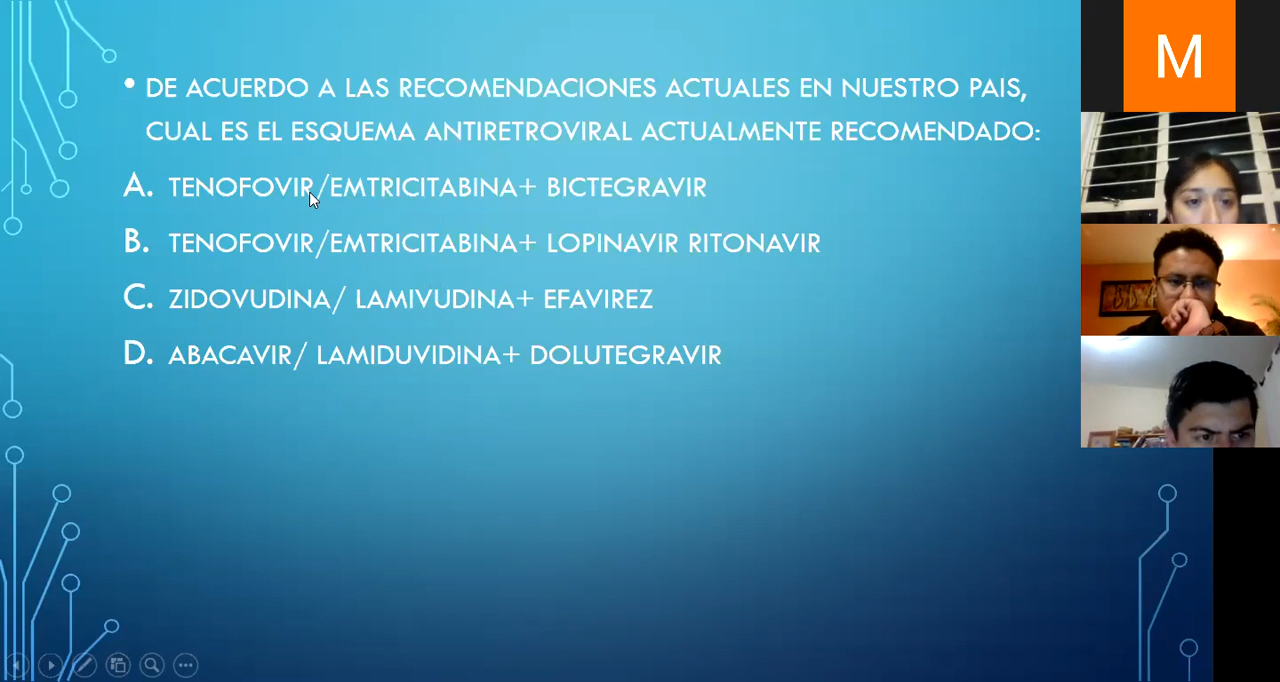 • DE ACUERDO A LAS RECOMENDACIONES ACTUALES EN NUESTRO PAIS,
CUAL ES EL ESQUEMA ANTIRETROVIRAL ACTUALMENTE RECOMENDADO:
A. TENOFOVIR/EMTRICITABINA+ BICTEGRAVIR
B. TENOFOVIR/EMTRICITABINA+ LOPINAVIR RITONAVIR
C. ZIDOVUDINA/ LAMIVUDINA+ EFAVIREZ
D. ABACAVIR/ LAMIDUVIDINA+ DOLUTEGRAVIR
M